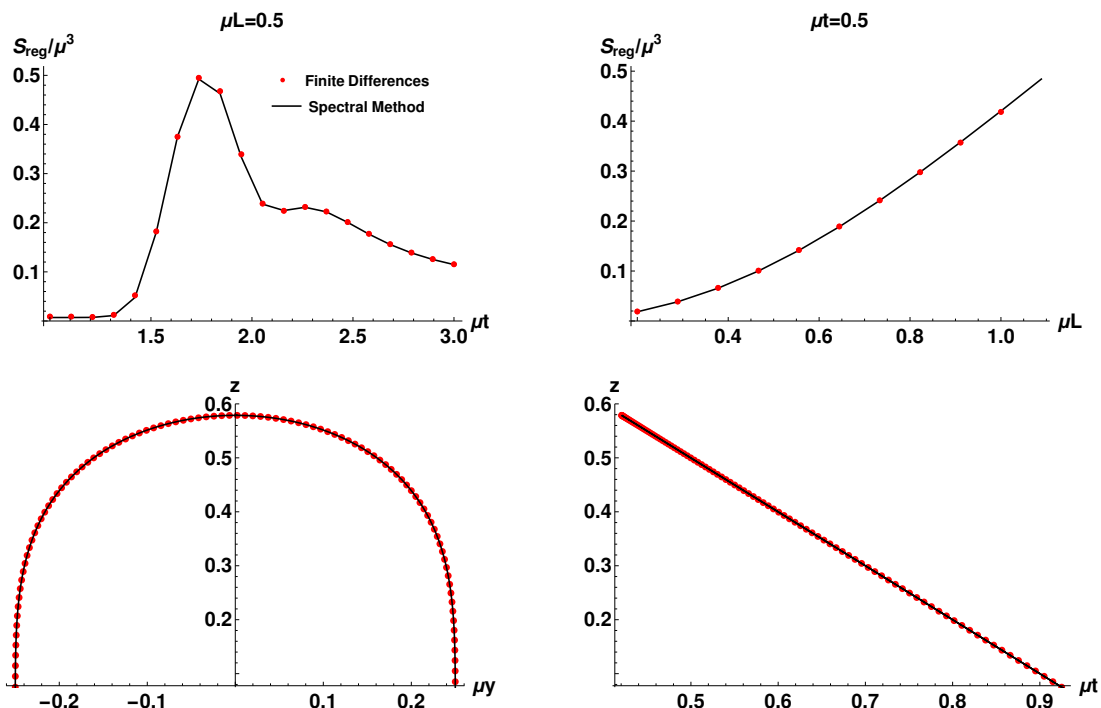 μL=0.5
S_reg/μ³
0.5
0.4
0.3
0.2
0.1
1.5 2.0 2.5 3.0 μt
Finite Differences
Spectral Method
μt=0.5
S_reg/μ³
0.5
0.4
0.3
0.2
0.1
0.4 0.6 0.8 1.0 μL
z
0.6
0.5
0.4
0.3
0.2
−0.2 −0.1 0.1 0.2 μy
z
0.6
0.5
0.4
0.3
0.2
0.5 0.6 0.7 0.8 0.9 μt